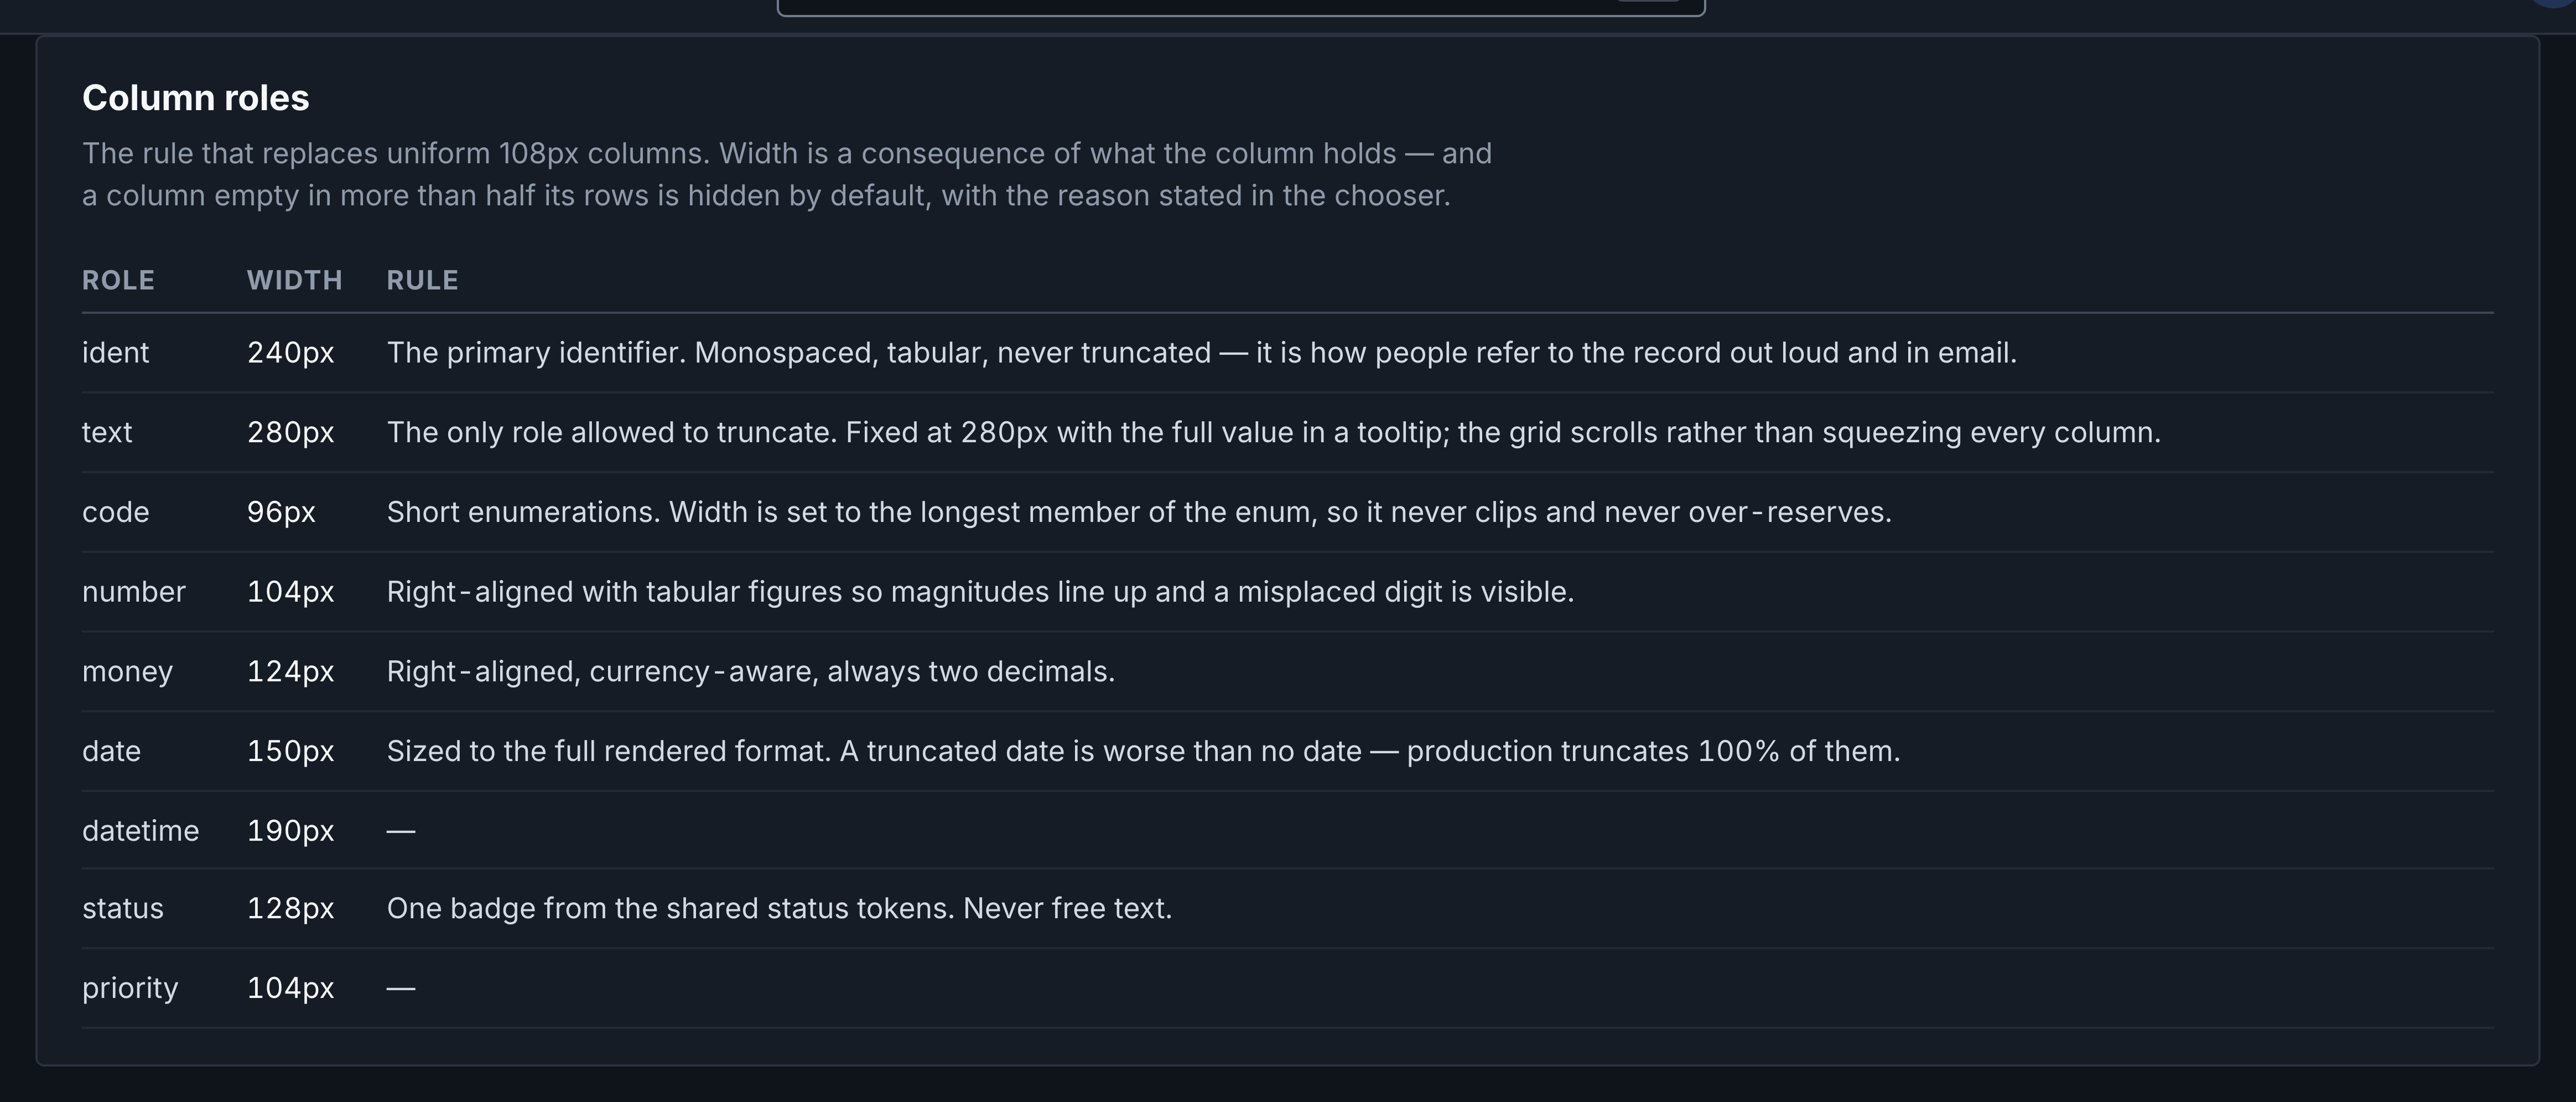 Column roles
The rule that replaces uniform 108px columns. Width is a consequence of what the column holds — and
a column empty in more than half its rows is hidden by default, with the reason stated in the chooser.
ROLE WIDTH RULE
ident 240px The primary identifier. Monospaced, tabular, never truncated — it is how people refer to the record out loud and in email.
text 280px The only role allowed to truncate. Fixed at 280px with the full value in a tooltip; the grid scrolls rather than squeezing every column.
code 96px Short enumerations. Width is set to the longest member of the enum, so it never clips and never over-reserves.
number 104px Right-aligned with tabular figures so magnitudes line up and a misplaced digit is visible.
money 124px Right-aligned, currency-aware, always two decimals.
date 150px Sized to the full rendered format. A truncated date is worse than no date — production truncates 100% of them.
datetime 190px —
status 128px One badge from the shared status tokens. Never free text.
priority 104px —